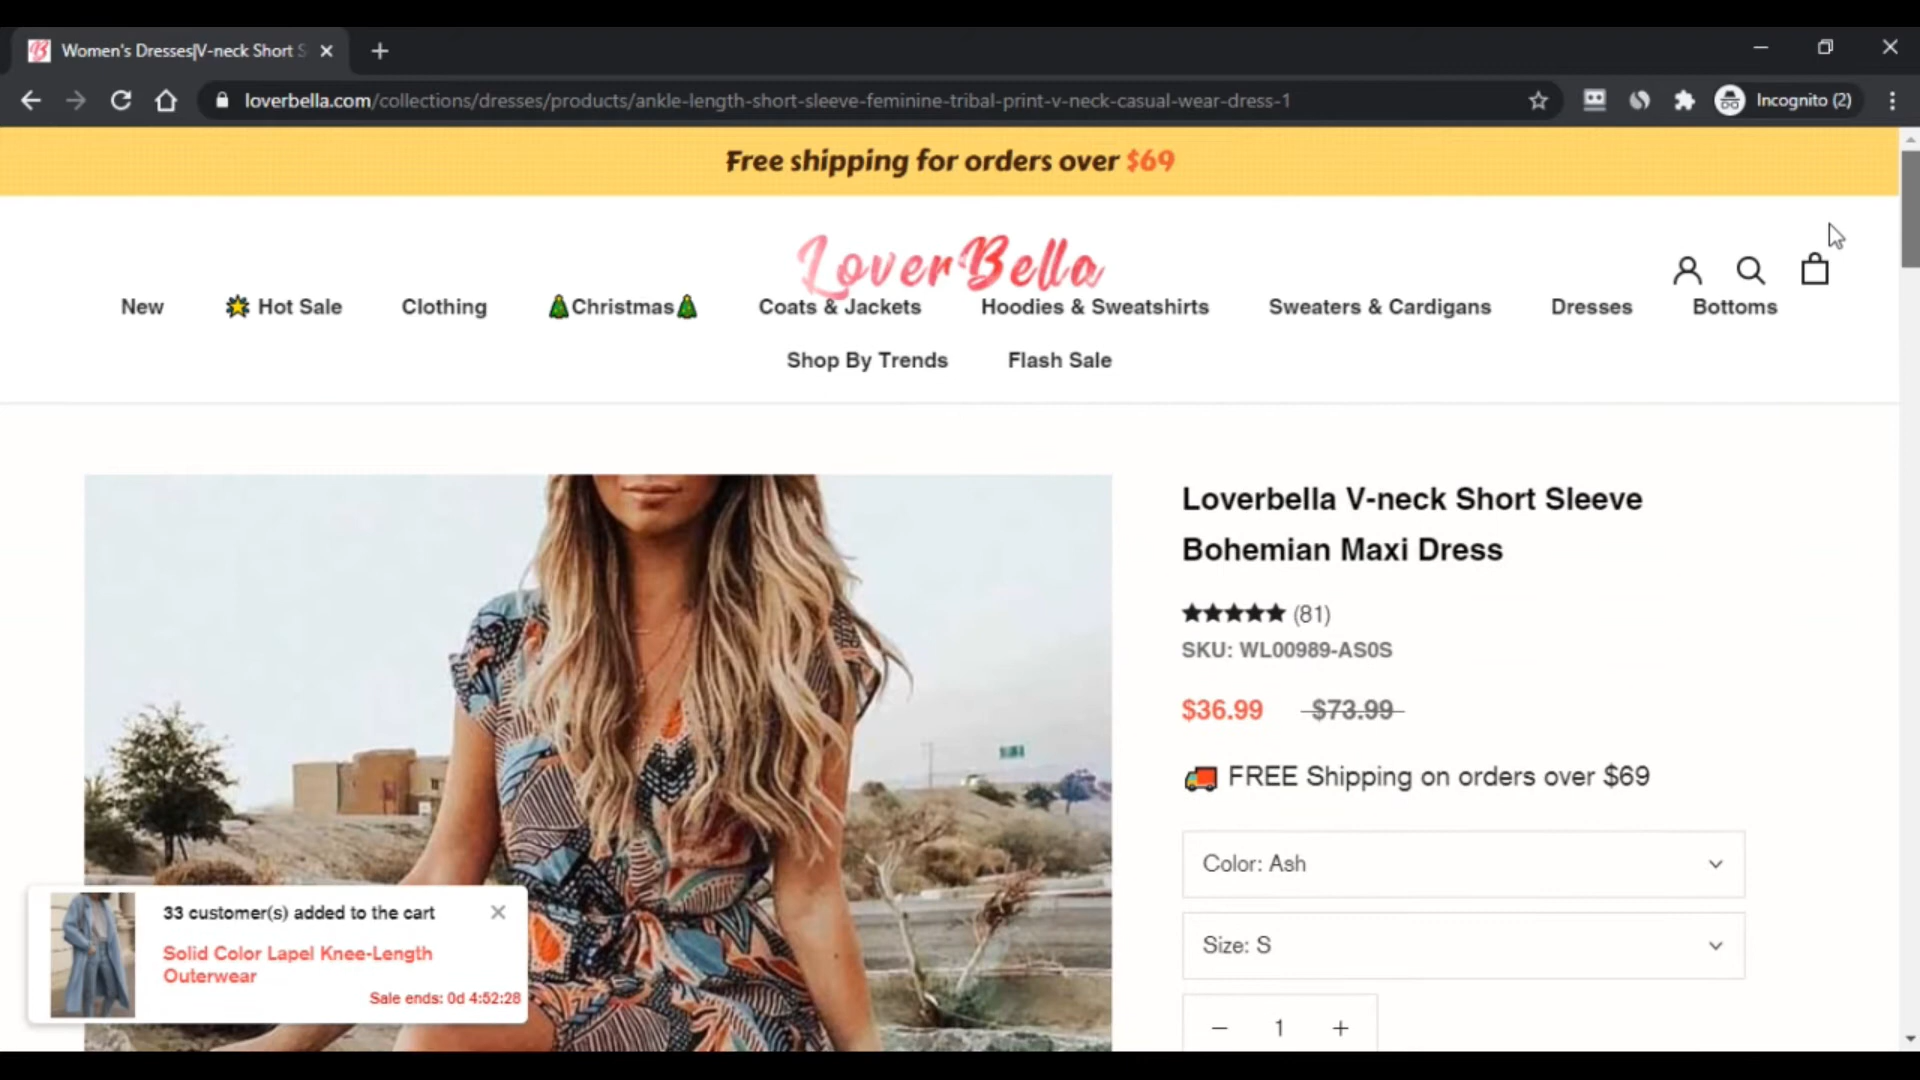 Women's Dresses|V-neck Short S
loverbella.com/collections/dresses/products/ankle-length-short-sleeve-feminine-tribal-print-v-neck-casual-wear-dress-1
Incognito (2)
Free shipping for orders over $69
LoverBella
New
Hot Sale
Clothing
Christmas
Coats & Jackets
Hoodies & Sweatshirts
Sweaters & Cardigans
Dresses
Bottoms
Shop By Trends
Flash Sale
Loverbella V-neck Short Sleeve
Bohemian Maxi Dress
(81)
SKU: WL00989-AS0S
$36.99 $73.99
FREE Shipping on orders over $69
Color: Ash
Size: S
1
33 customer(s) added to the cart
Solid Color Lapel Knee-Length
Outerwear
Sale ends: 0d 4:52:28